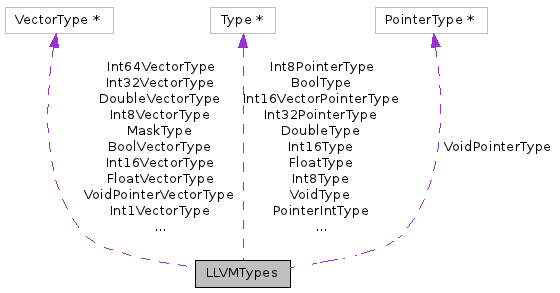 VectorType *
Type *
PointerType *
Int64VectorType
Int32VectorType
DoubleVectorType
Int8VectorType
MaskType
BoolVectorType
Int16VectorType
FloatVectorType
VoidPointerVectorType
Int1VectorType
...
Int8PointerType
BoolType
Int16VectorPointerType
Int32PointerType
DoubleType
Int16Type
FloatType
Int8Type
VoidType
PointerIntType
...
VoidPointerType
LLVMTypes